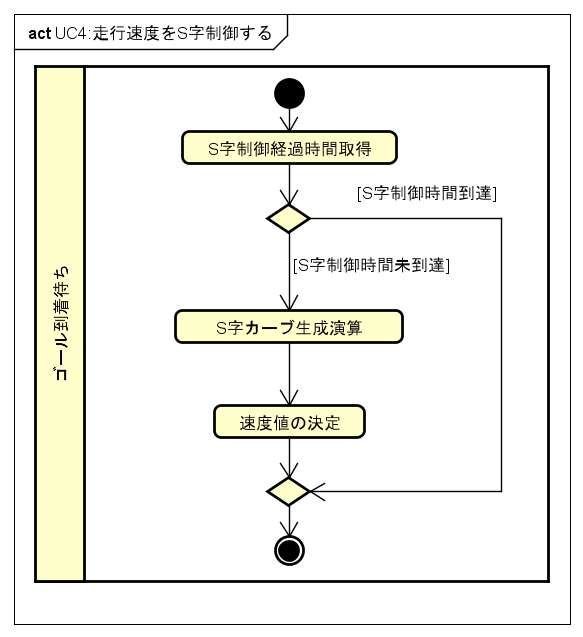 act UC4:走行速度をS字制御する
S字制御経過時間取得
[S字制御時間到達]
[S字制御時間未到達]
ゴール到着待ち
S字カーブ生成演算
速度値の決定